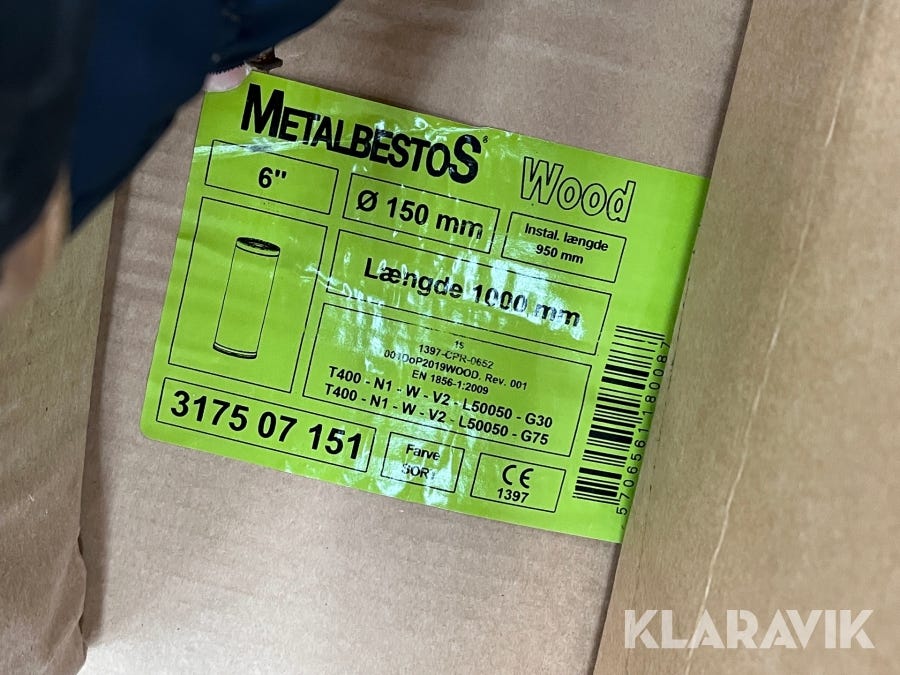 METALBESTOS®
Wood
6"
Ø 150 mm
Instal. længde
950 mm
Længde 1000 mm
15
1397-CPR-0652
001DoP2019WOOD, Rev. 001
EN 1856-1:2009
T400 - N1 - W - V2 - L50050 - G30
T400 - N1 - W - V2 - L50050 - G75
3175 07 151
Farve
SORT
CE
1397
5706561180087
KLARAVIK